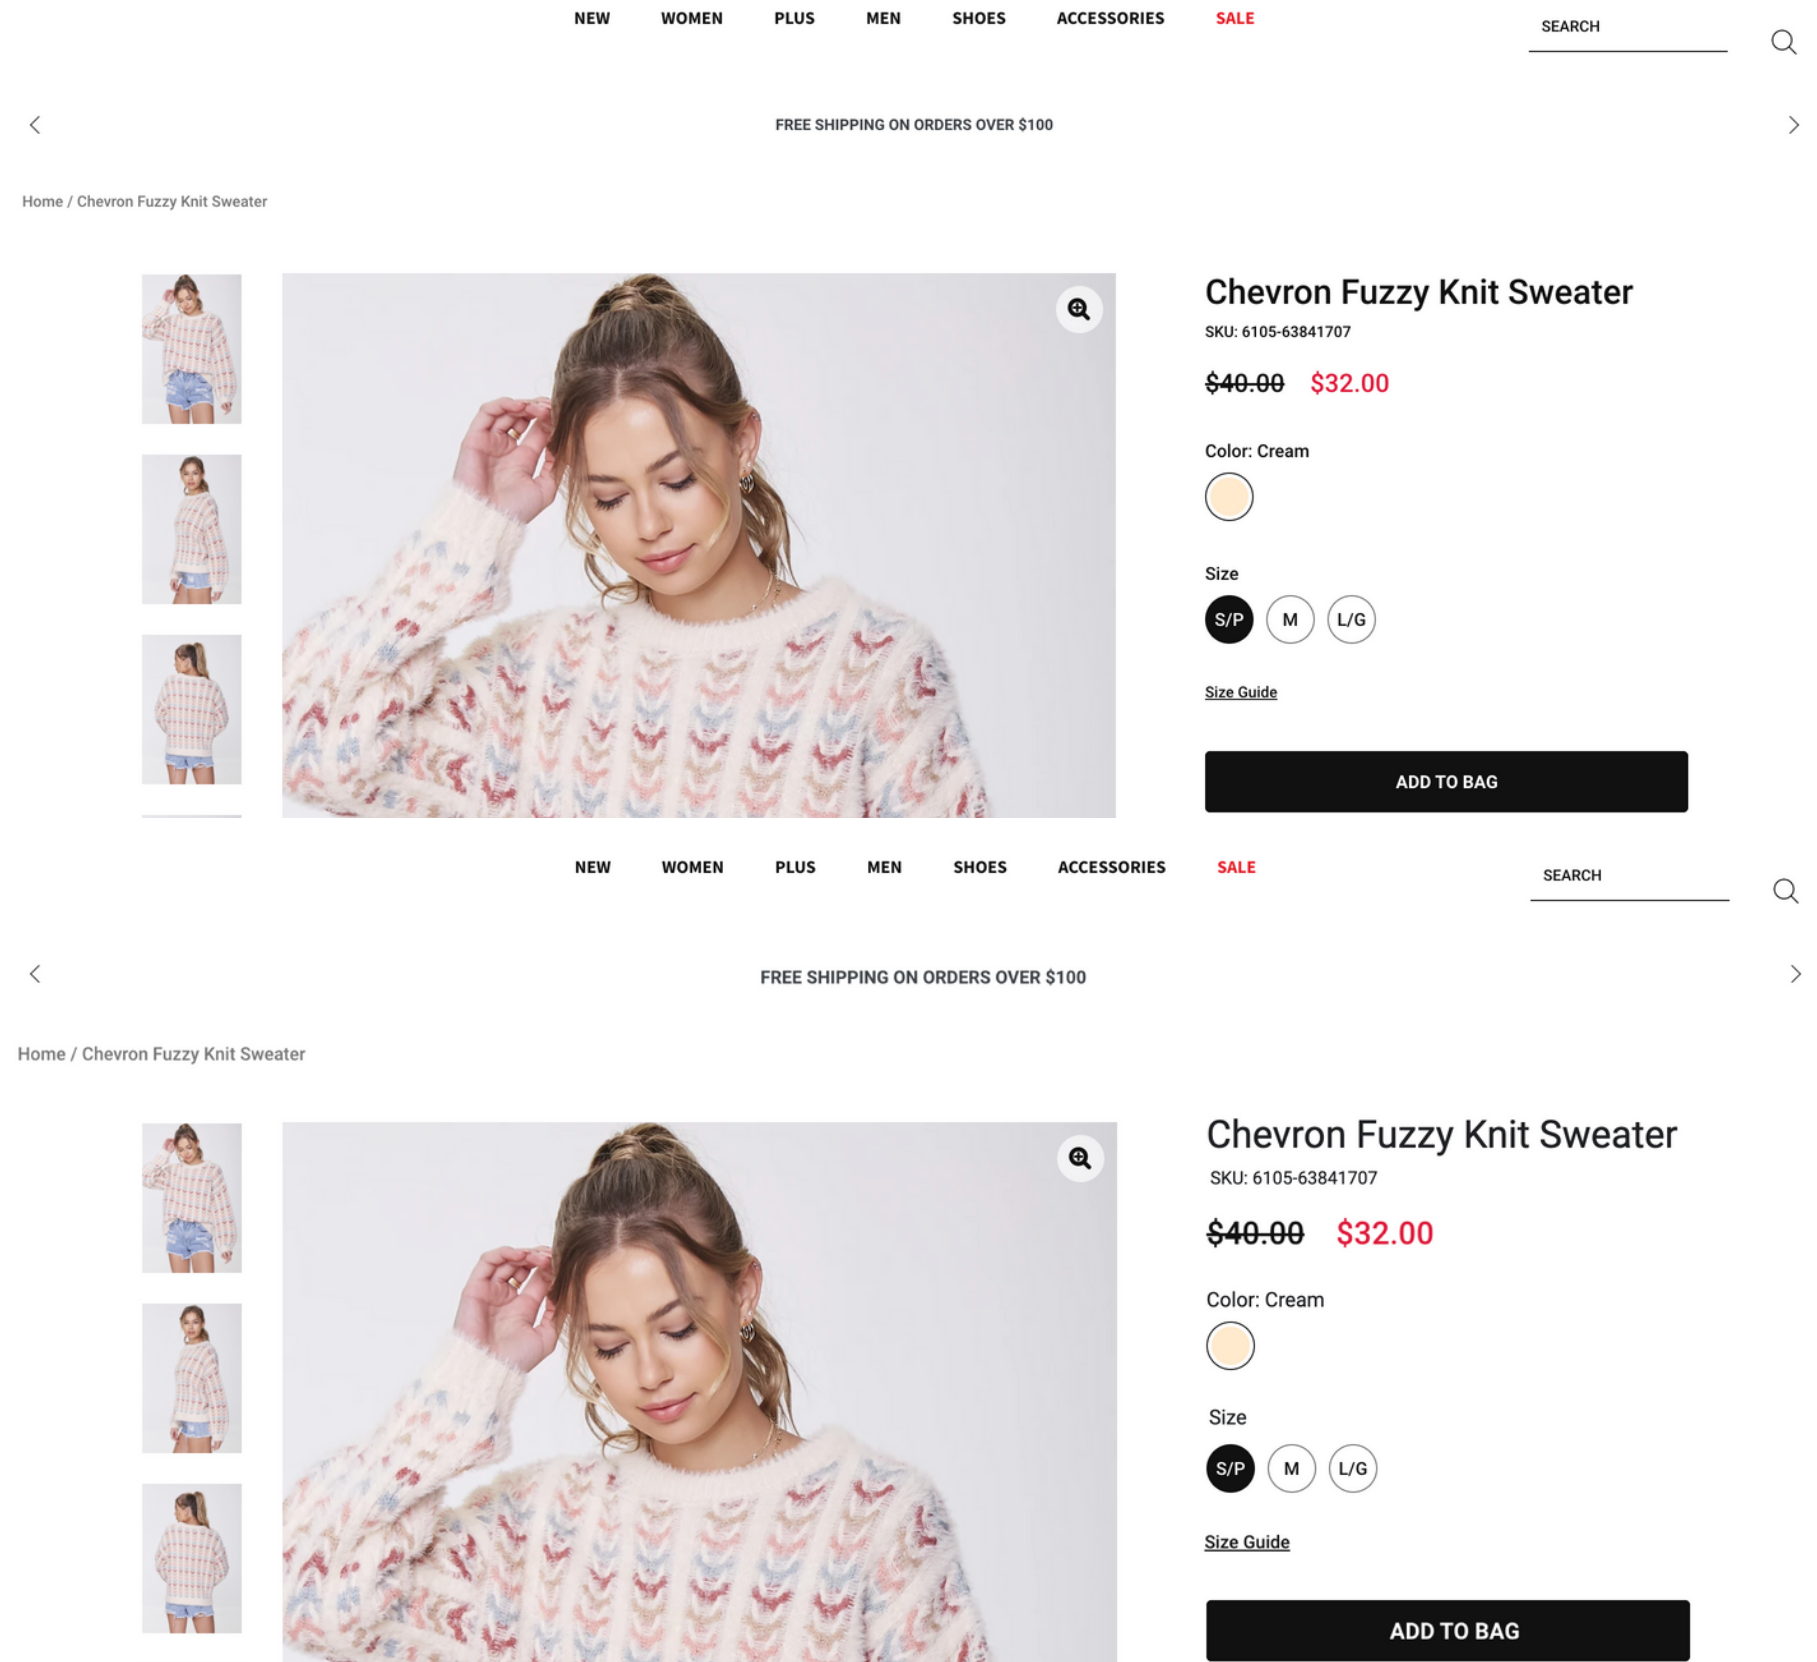 NEW WOMEN PLUS MEN SHOES ACCESSORIES SALE
SEARCH
FREE SHIPPING ON ORDERS OVER $100
Home / Chevron Fuzzy Knit Sweater
Chevron Fuzzy Knit Sweater
SKU: 6105-63841707
$40.00 $32.00
Color: Cream
Size
S/P M L/G
Size Guide
ADD TO BAG
NEW WOMEN PLUS MEN SHOES ACCESSORIES SALE
SEARCH
FREE SHIPPING ON ORDERS OVER $100
Home / Chevron Fuzzy Knit Sweater
Chevron Fuzzy Knit Sweater
SKU: 6105-63841707
$40.00 $32.00
Color: Cream
Size
S/P M L/G
Size Guide
ADD TO BAG